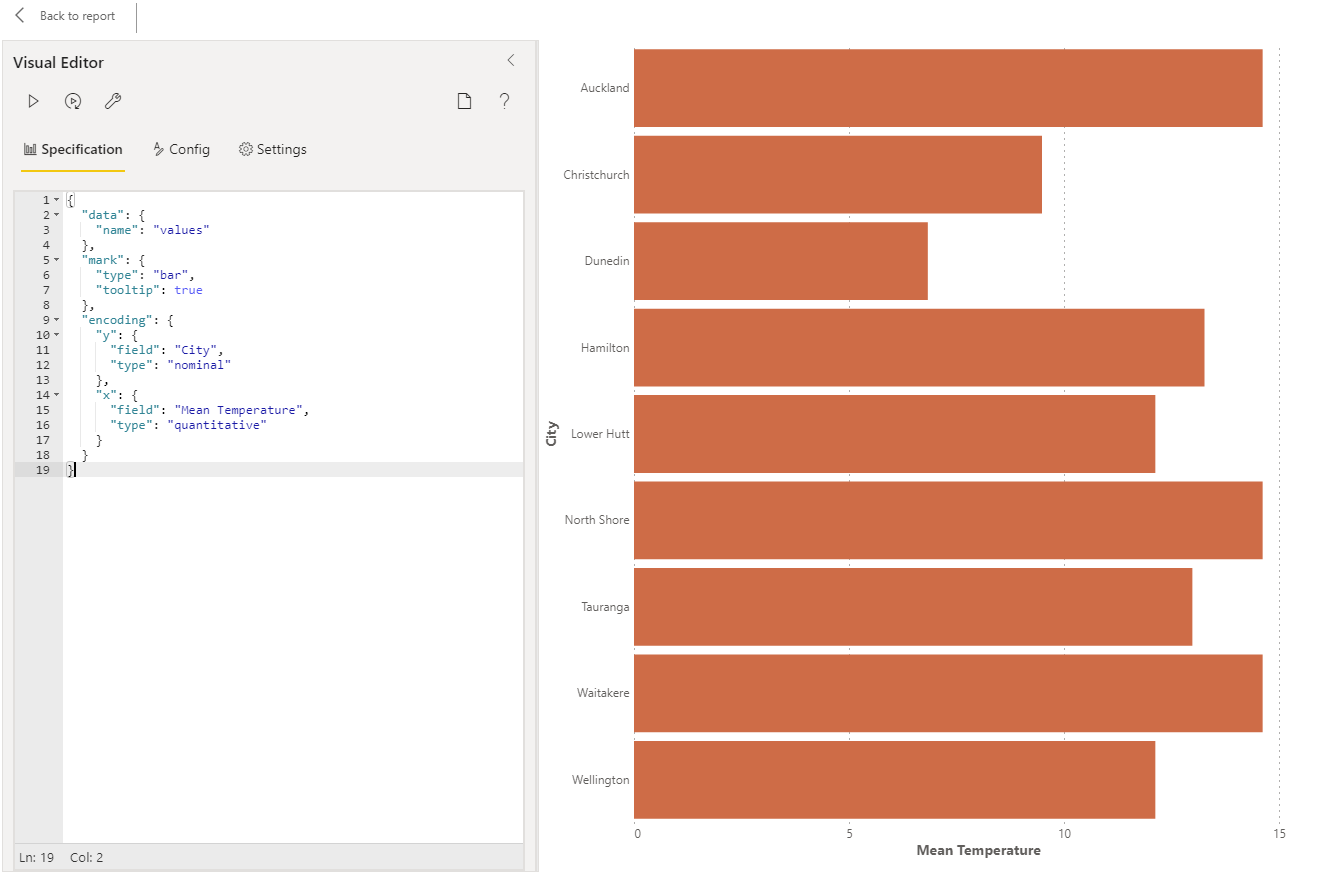 Back to report
Visual Editor
?
Specification Config Settings
1 {
2 "data": {
3 "name": "values"
4 },
5 "mark": {
6 "type": "bar",
7 "tooltip": true
8 },
9 "encoding": {
10 "y": {
11 "field": "City",
12 "type": "nominal"
13 },
14 "x": {
15 "field": "Mean Temperature",
16 "type": "quantitative"
17 }
18 }
19 }
Ln: 19 Col: 2
City
Auckland
Christchurch
Dunedin
Hamilton
Lower Hutt
North Shore
Tauranga
Waitakere
Wellington
0 5 10 15
Mean Temperature